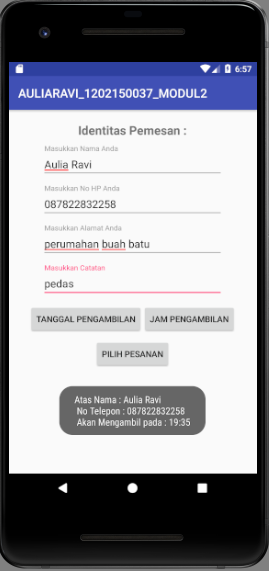 6:57
AULIARAVI_1202150037_MODUL2
Identitas Pemesan :
Masukkan Nama Anda
Aulia Ravi
Masukkan No HP Anda
087822832258
Masukkan Alamat Anda
perumahan buah batu
Masukkan Catatan
pedas
TANGGAL PENGAMBILAN JAM PENGAMBILAN
PILIH PESANAN
Atas Nama : Aulia Ravi
No Telepon : 087822832258
Akan Mengambil pada : 19:35